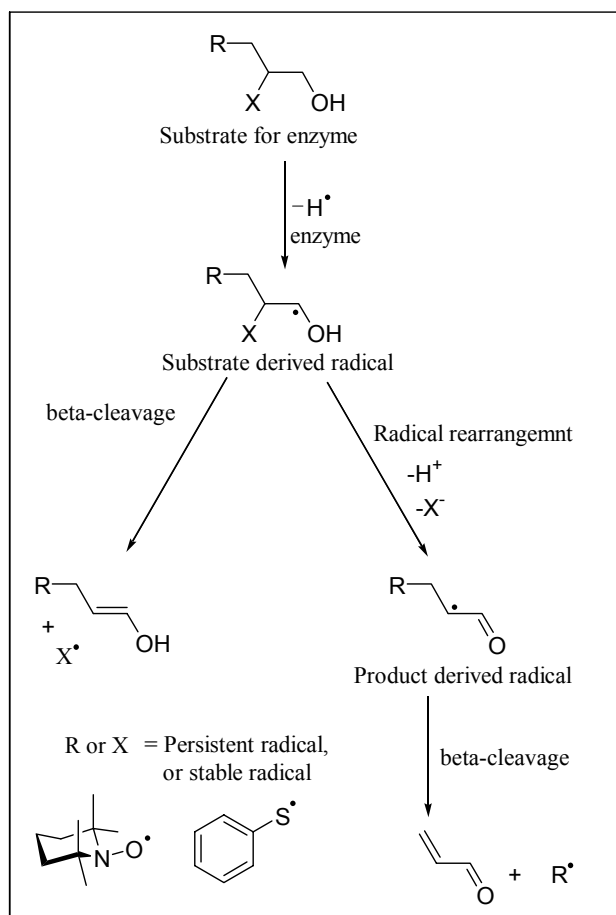 R
X
OH
Substrate for enzyme
−H•
enzyme
R
X
•
OH
Substrate derived radical
beta-cleavage
Radical rearrangemnt
-H+
-X-
R
+
X•
OH
R
•
O
Product derived radical
R or X = Persistent radical,
or stable radical
beta-cleavage
N
O•
S•
O
+ R•